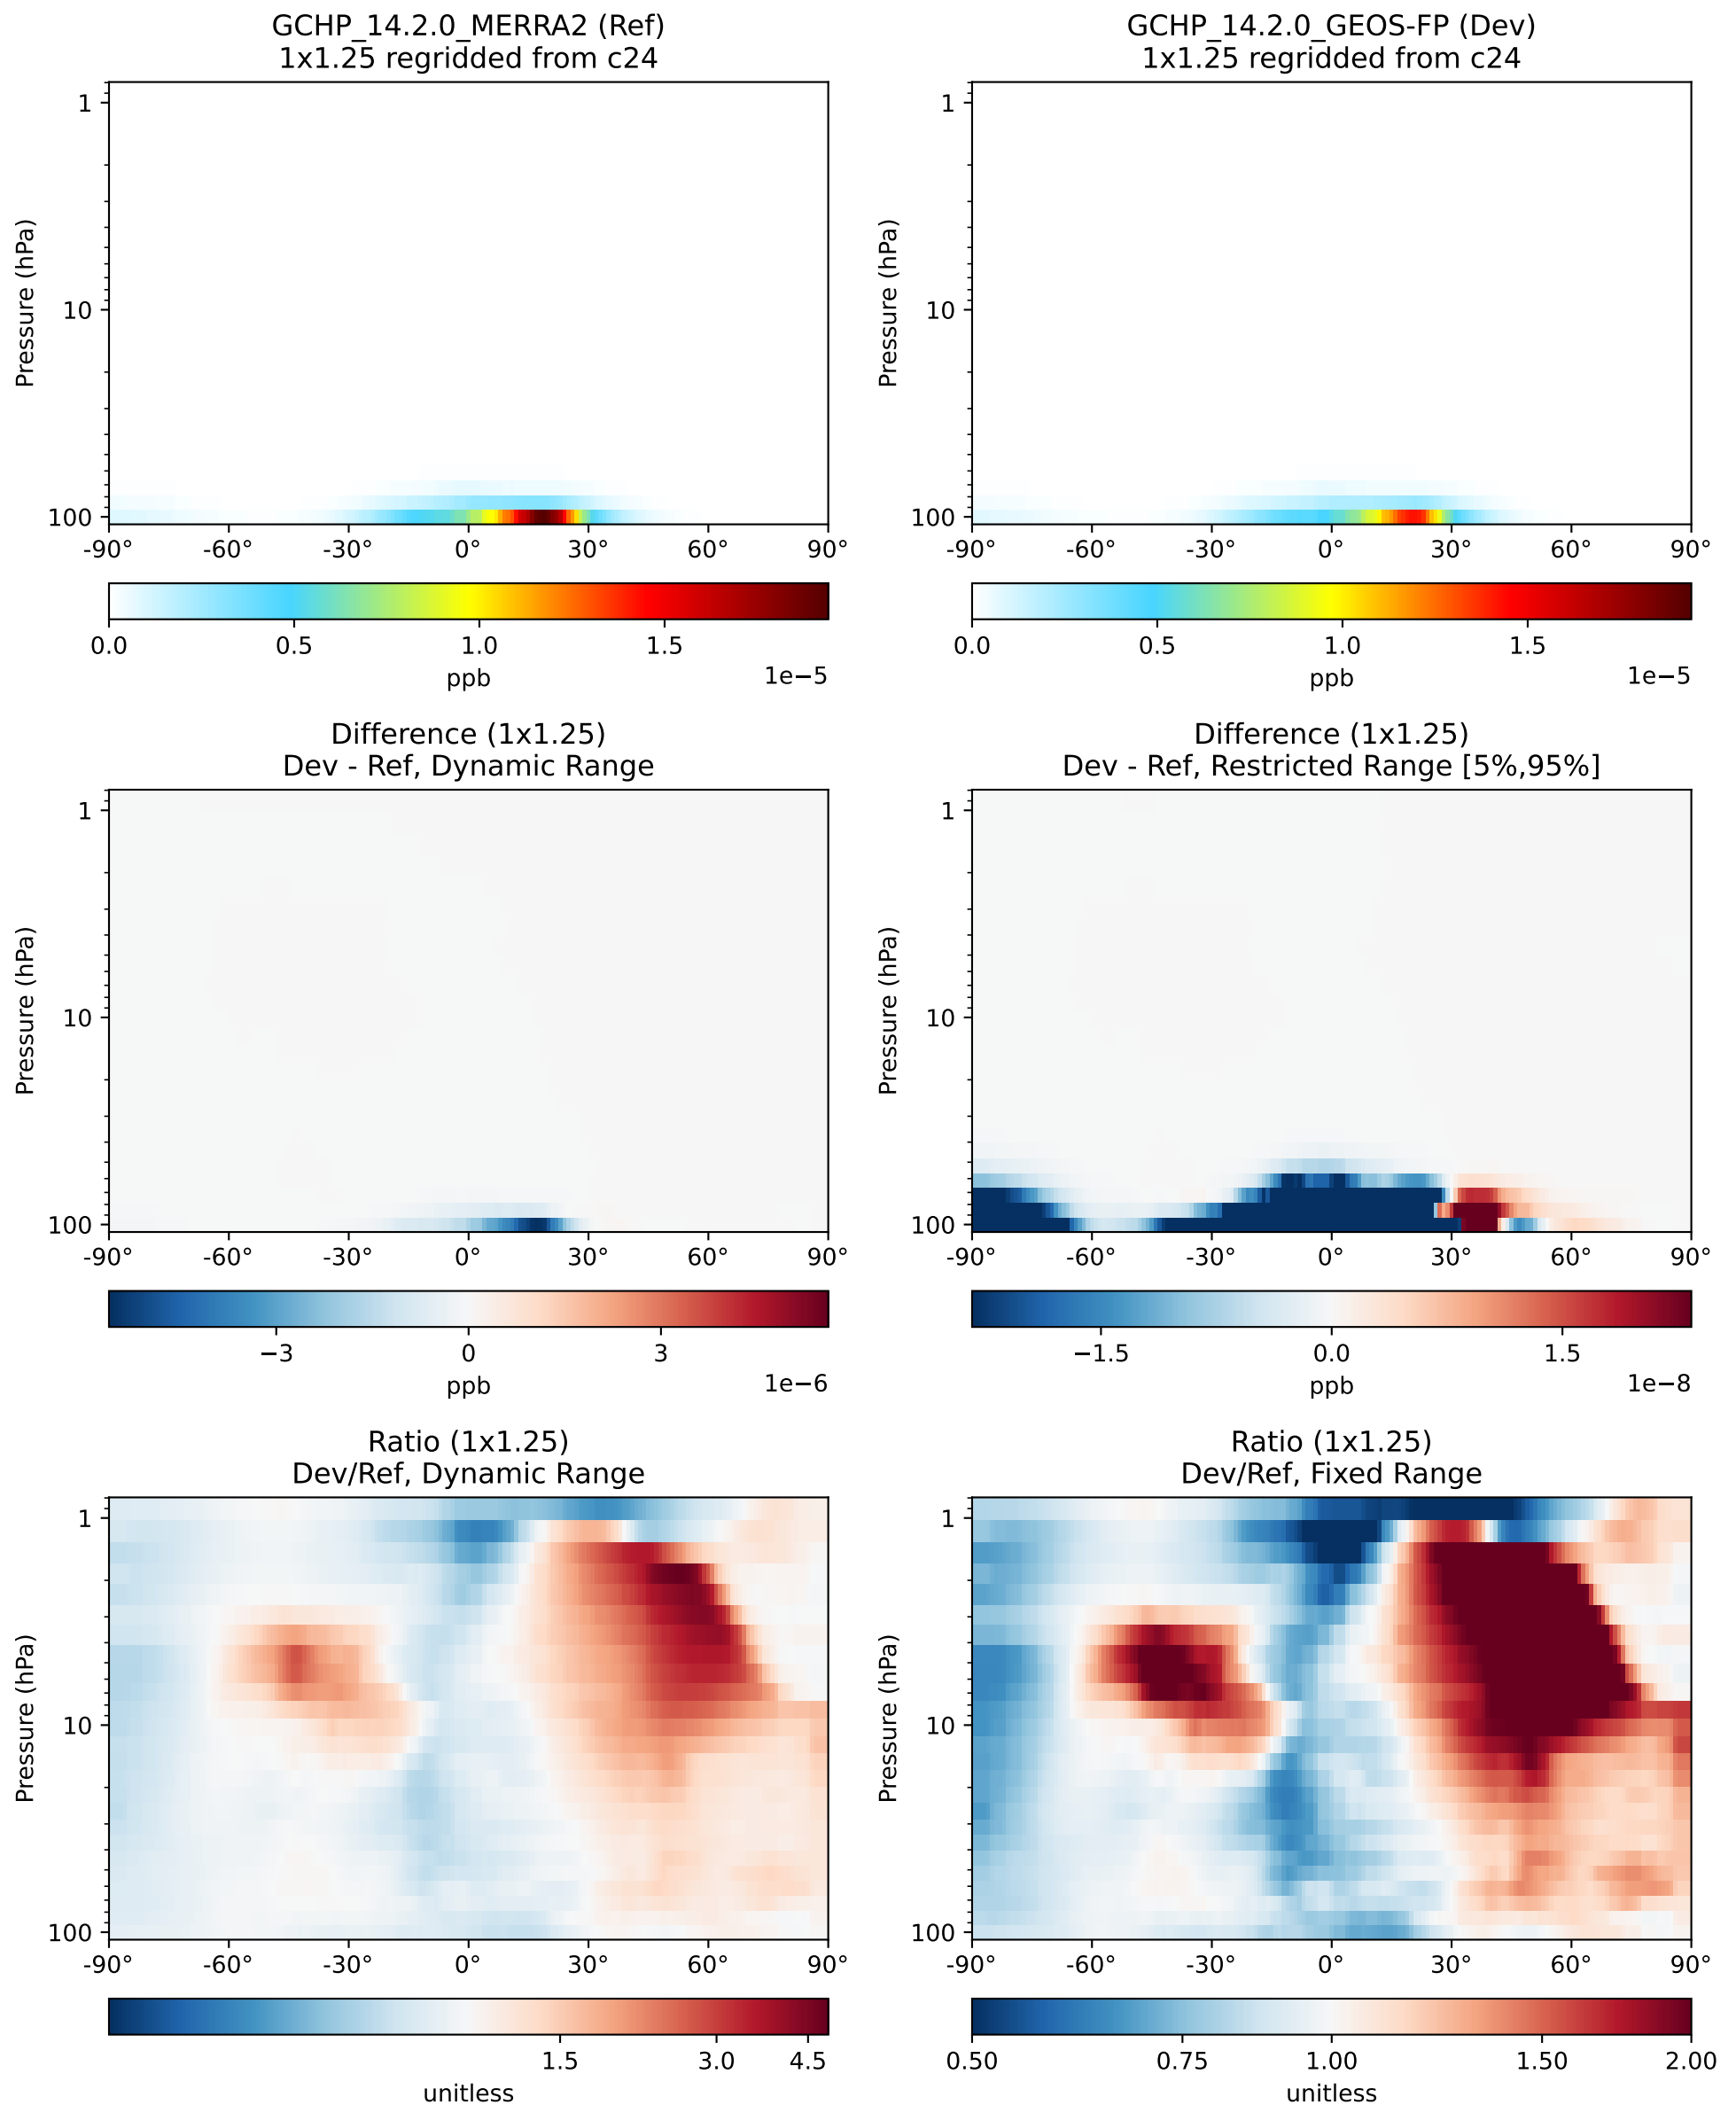 GCHP_14.2.0_MERRA2 (Ref)
1x1.25 regridded from c24
GCHP_14.2.0_GEOS-FP (Dev)
1x1.25 regridded from c24
Pressure (hPa)
1
10
100
-90° -60° -30° 0° 30° 60° 90°
0.0 0.5 1.0 1.5
ppb
1e−5
Pressure (hPa)
1
10
100
-90° -60° -30° 0° 30° 60° 90°
0.0 0.5 1.0 1.5
ppb
1e−5
Difference (1x1.25)
Dev - Ref, Dynamic Range
Pressure (hPa)
1
10
100
-90° -60° -30° 0° 30° 60° 90°
−3 0 3
ppb
1e−6
Difference (1x1.25)
Dev - Ref, Restricted Range [5%,95%]
Pressure (hPa)
1
10
100
-90° -60° -30° 0° 30° 60° 90°
−1.5 0.0 1.5
ppb
1e−8
Ratio (1x1.25)
Dev/Ref, Dynamic Range
Pressure (hPa)
1
10
100
-90° -60° -30° 0° 30° 60° 90°
1.5 3.0 4.5
unitless
Ratio (1x1.25)
Dev/Ref, Fixed Range
Pressure (hPa)
1
10
100
-90° -60° -30° 0° 30° 60° 90°
0.50 0.75 1.00 1.50 2.00
unitless